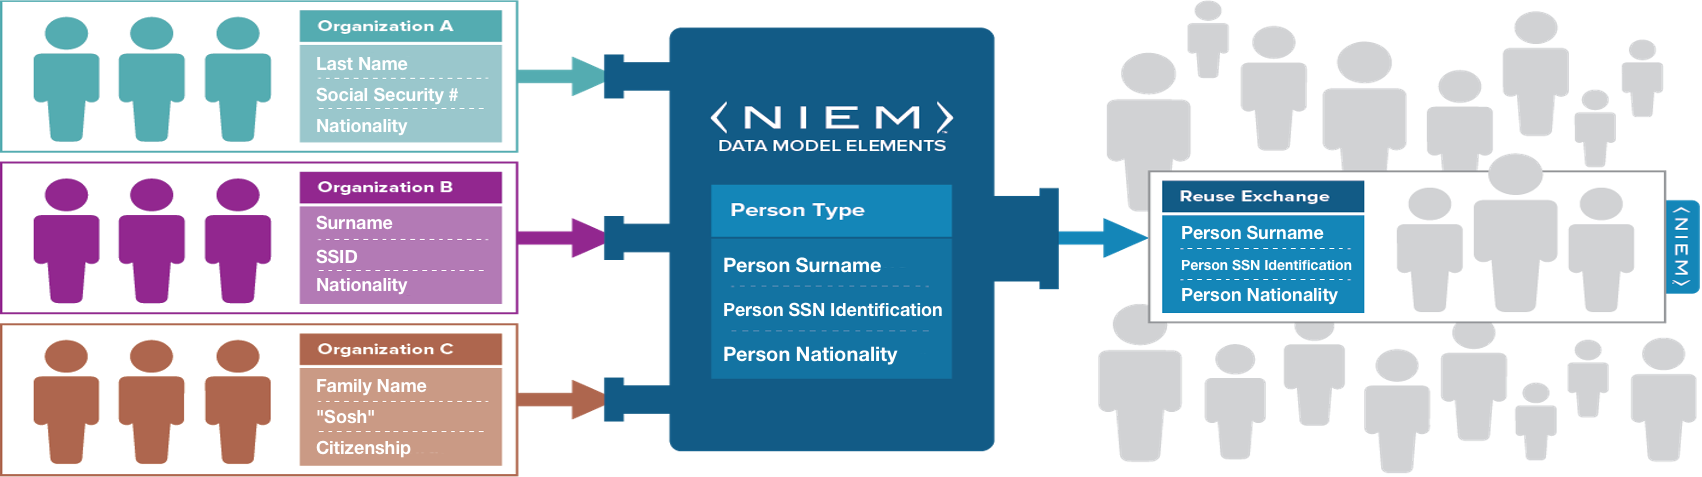 Organization A
Last Name
Social Security #
Nationality
Organization B
Surname
SSID
Nationality
Organization C
Family Name
"Sosh"
Citizenship
<NIEM>™
DATA MODEL ELEMENTS
Person Type
Person Surname
Person SSN Identification
Person Nationality
Reuse Exchange
Person Surname
Person SSN Identification
Person Nationality
<NIEM>